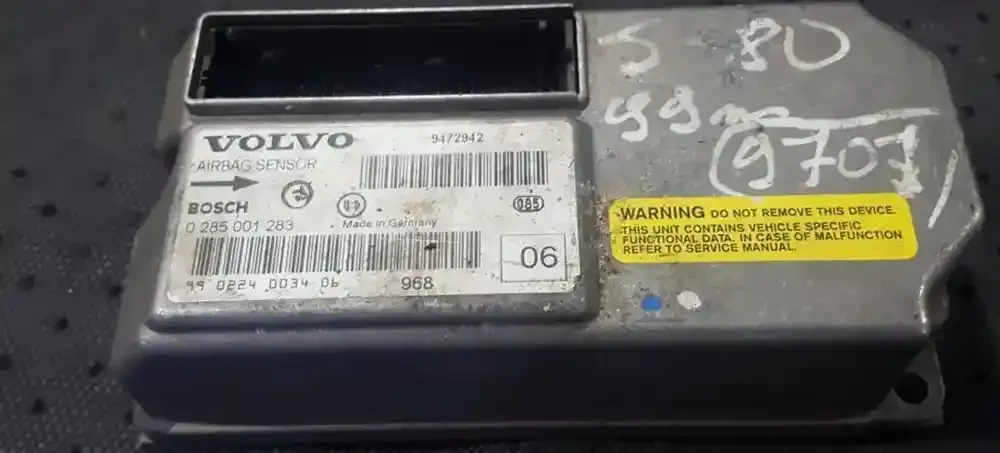 S-80
99
(9707)
VOLVO
9472942
AIRBAG SENSOR
BOSCH
0 285 001 283
Made in Germany
085
06
99 0224 0034 06
968
WARNING DO NOT REMOVE THIS DEVICE.
THIS UNIT CONTAINS VEHICLE SPECIFIC
FUNCTIONAL DATA. IN CASE OF MALFUNCTION
REFER TO SERVICE MANUAL.